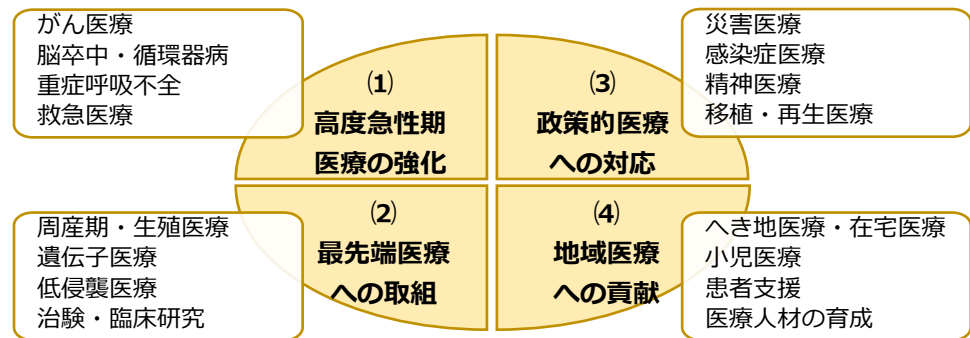 がん医療
脳卒中・循環器病
重症呼吸不全
救急医療
(1)
高度急性期
医療の強化
(3)
政策的医療
への対応
災害医療
感染症医療
精神医療
移植・再生医療
周産期・生殖医療
遺伝子医療
低侵襲医療
治験・臨床研究
(2)
最先端医療
への取組
(4)
地域医療
への貢献
へき地医療・在宅医療
小児医療
患者支援
医療人材の育成